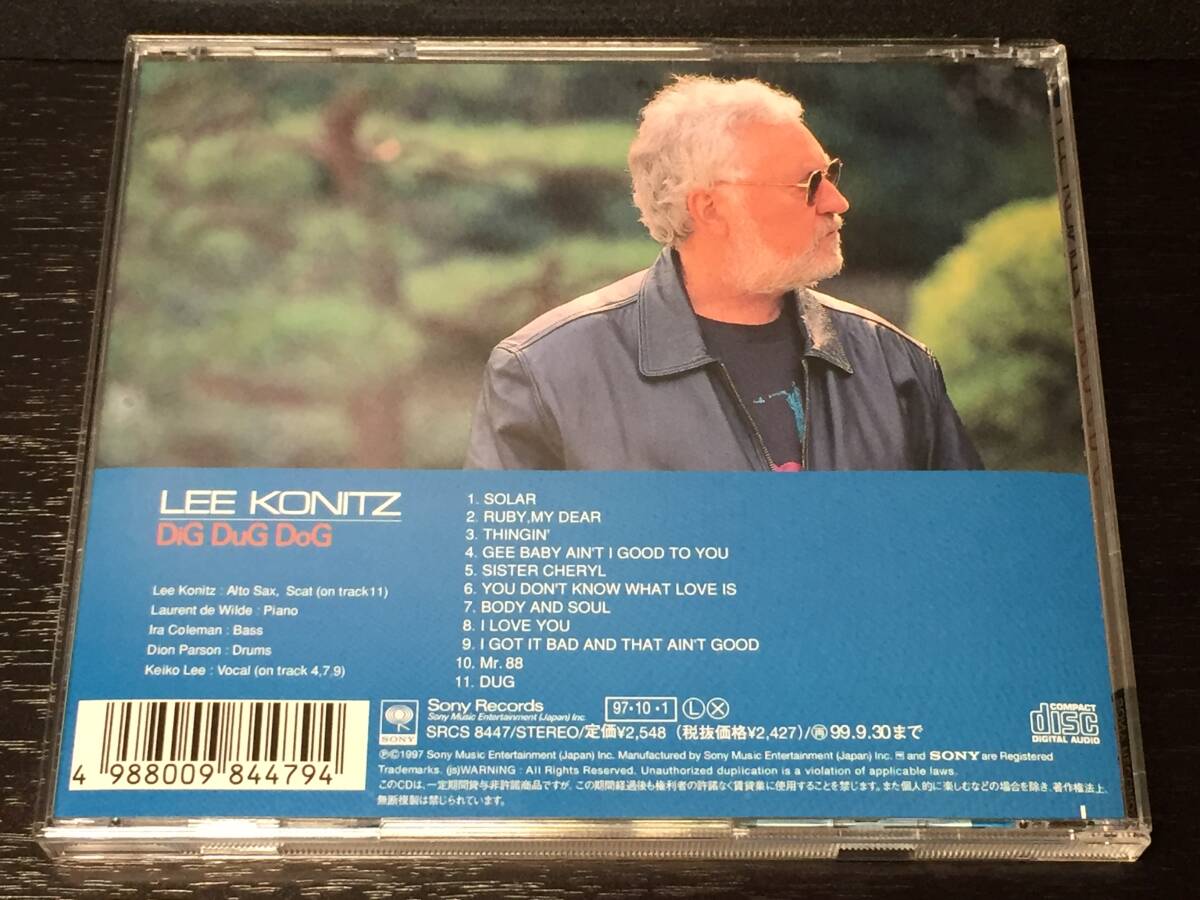 LEE KONITZ
DiG DuG DoG
Lee Konitz : Alto Sax, Scat (on track11)
Laurent de Wilde : Piano
Ira Coleman : Bass
Dion Parson : Drums
Keiko Lee : Vocal (on track 4,7,9)
1. SOLAR
2. RUBY,MY DEAR
3. THINGIN'
4. GEE BABY AIN'T I GOOD TO YOU
5. SISTER CHERYL
6. YOU DON'T KNOW WHAT LOVE IS
7. BODY AND SOUL
8. I LOVE YOU
9. I GOT IT BAD AND THAT AIN'T GOOD
10. Mr. 88
11. DUG
4 988009 844794
SONY
Sony Records
Sony Music Entertainment (Japan) Inc.
97・10・1 Ⓛ Ⓧ
SRCS 8447/STEREO/定価¥2,548 (税抜価格¥2,427)/再99.9.30まで
COMPACT
disc
DIGITAL AUDIO
Ⓟ©1997 Sony Music Entertainment (Japan) Inc. Manufactured by Sony Music Entertainment (Japan) Inc. and SONY are Registered
Trademarks. (js)WARNING : All Rights Reserved. Unauthorized duplication is a violation of applicable laws.
このCDは、一定期間貸与非許諾商品ですが、この期間経過後も権利者の許諾なく賃貸業に使用することを禁じます。また個人的に楽しむなどの場合を除き、著作権法上、
無断複製は禁じられています。